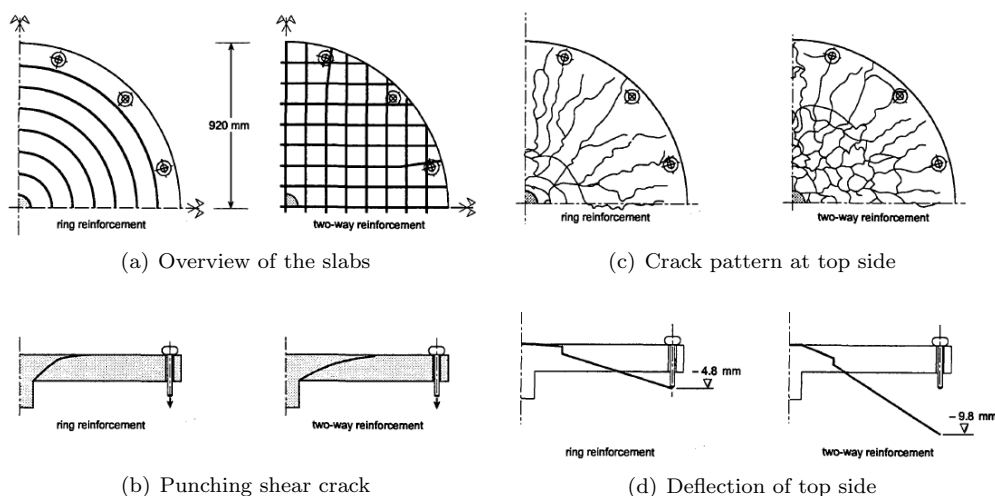 920 mm
ring reinforcement
two-way reinforcement
(a) Overview of the slabs
ring reinforcement
two-way reinforcement
(c) Crack pattern at top side
ring reinforcement
two-way reinforcement
(b) Punching shear crack
− 4.8 mm
ring reinforcement
− 9.8 mm
two-way reinforcement
(d) Deflection of top side